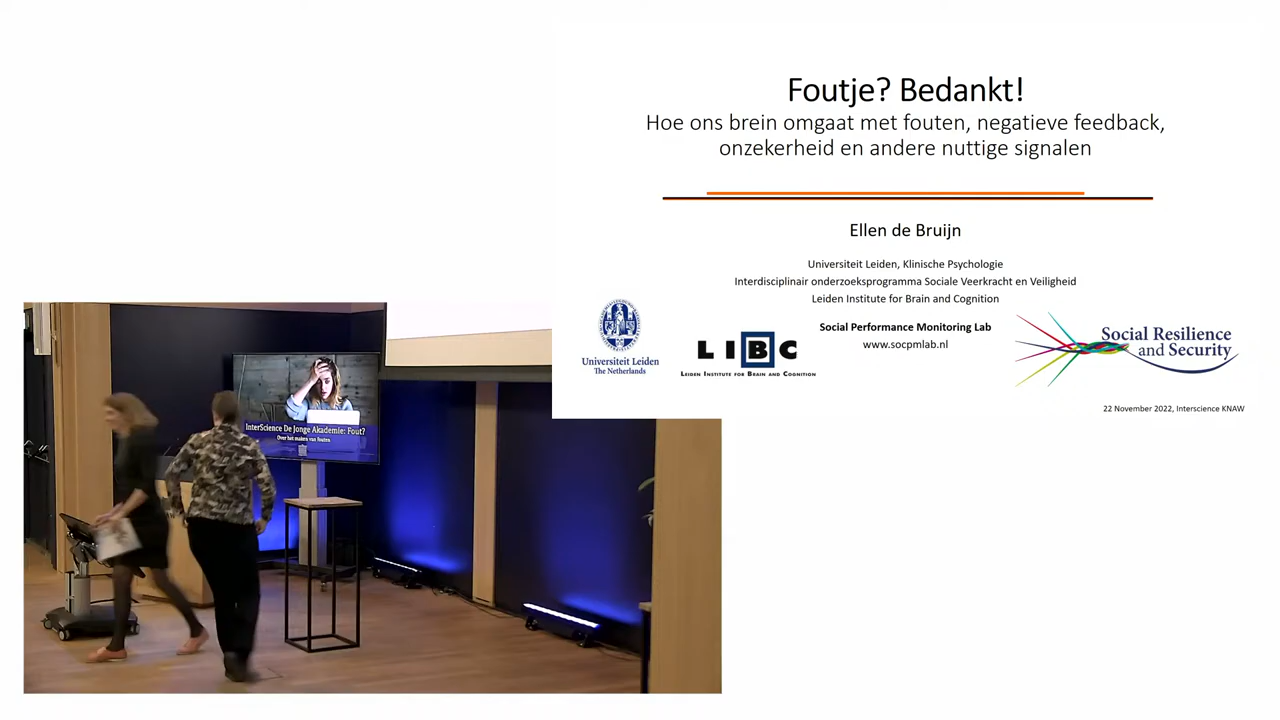 Foutje? Bedankt!
Hoe ons brein omgaat met fouten, negatieve feedback,
onzekerheid en andere nuttige signalen
Ellen de Bruijn
Universiteit Leiden, Klinische Psychologie
Interdisciplinair onderzoeksprogramma Sociale Veerkracht en Veiligheid
Leiden Institute for Brain and Cognition
Social Performance Monitoring Lab
www.socpmlab.nl
Universiteit Leiden
The Netherlands
LIBC
Leiden Institute for Brain and Cognition
Social Resilience
and Security
22 November 2022, Interscience KNAW
InterScience De Jonge Akademie: Fout?
Over het maken van fouten